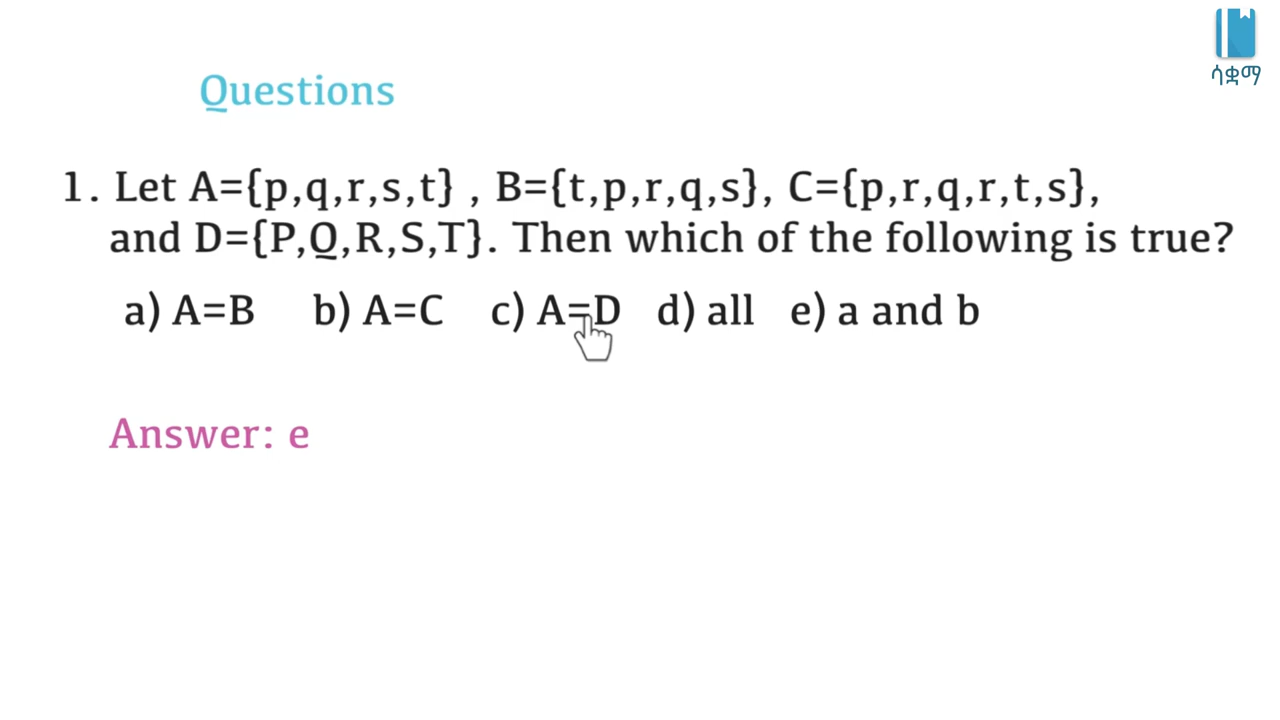 ሳቋማ
Questions
1. Let A={p,q,r,s,t} , B={t,p,r,q,s}, C={p,r,q,r,t,s},
and D={P,Q,R,S,T}. Then which of the following is true?
a) A=B b) A=C c) A=D d) all e) a and b
Answer: e